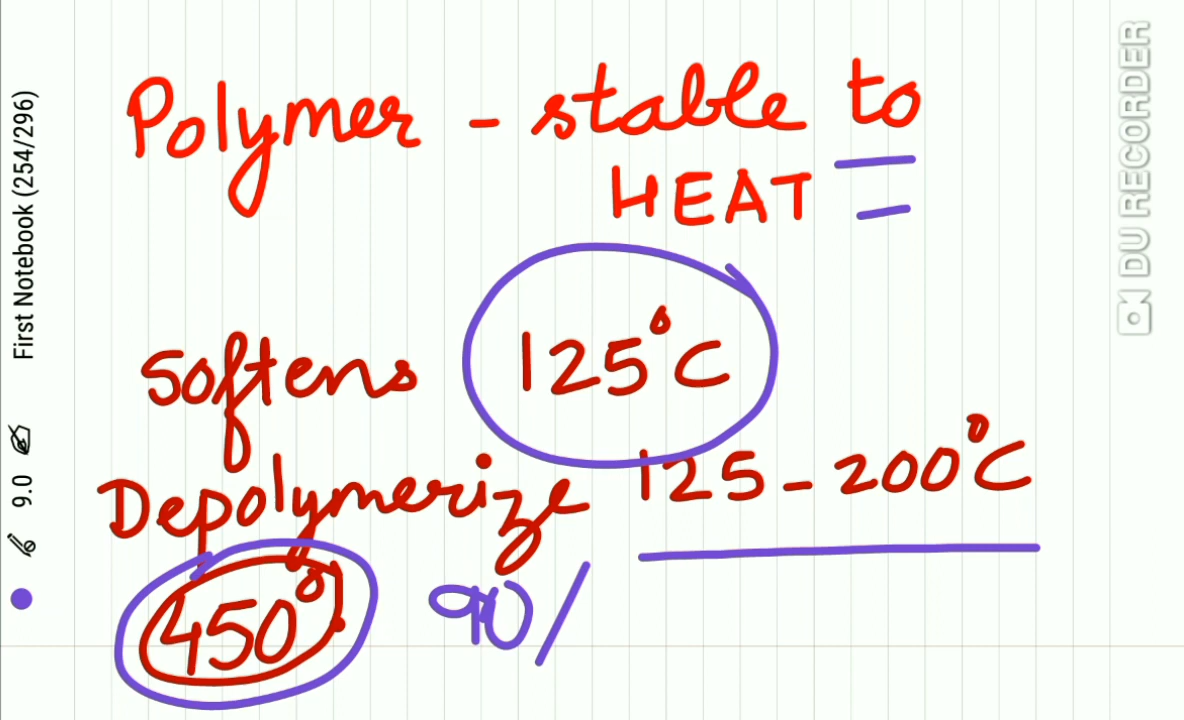 Polymer - stable to
HEAT
Softens 125°C
Depolymerize 125-200°C
450° 90/
First Notebook (254/296)
9.0
DU RECORDER